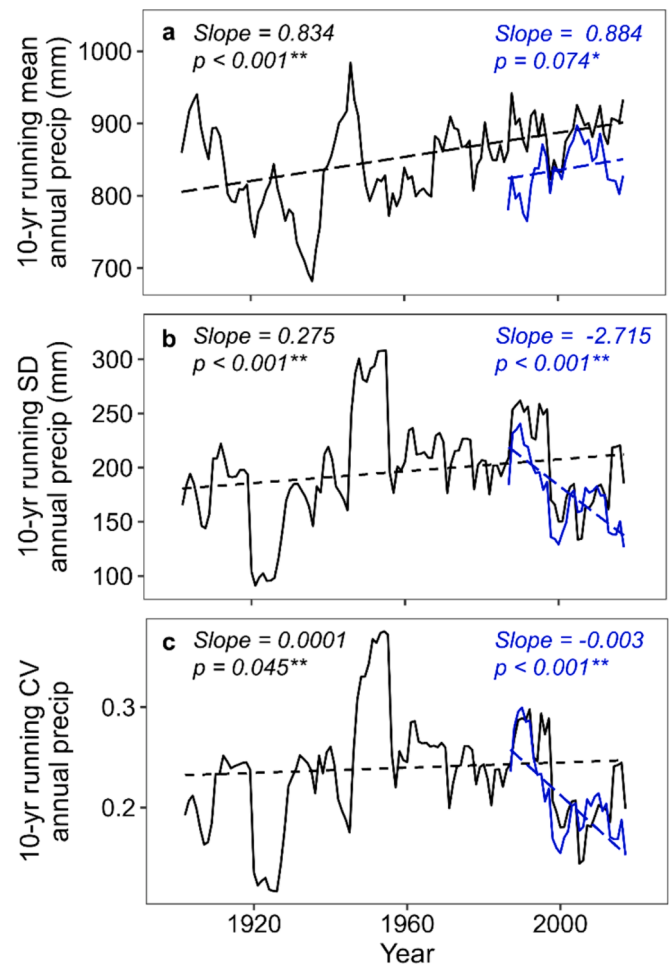 a
Slope = 0.834
p < 0.001**
Slope = 0.884
p = 0.074*
10-yr running mean
annual precip (mm)
1000
900
800
700
b
Slope = 0.275
p < 0.001**
Slope = -2.715
p < 0.001**
10-yr running SD
annual precip (mm)
300
250
200
150
100
c
Slope = 0.0001
p = 0.045**
Slope = -0.003
p < 0.001**
10-yr running CV
annual precip
0.3
0.2
1920
1960
2000
Year